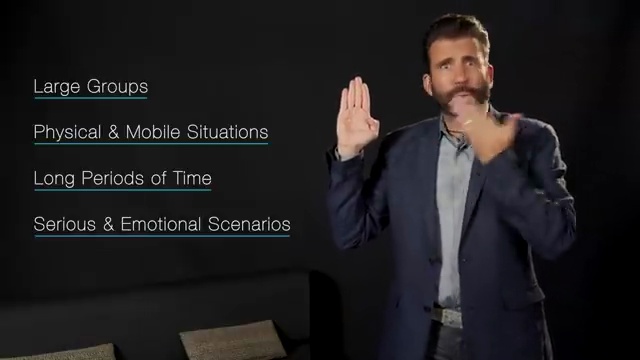 Large Groups
Physical & Mobile Situations
Long Periods of Time
Serious & Emotional Scenarios